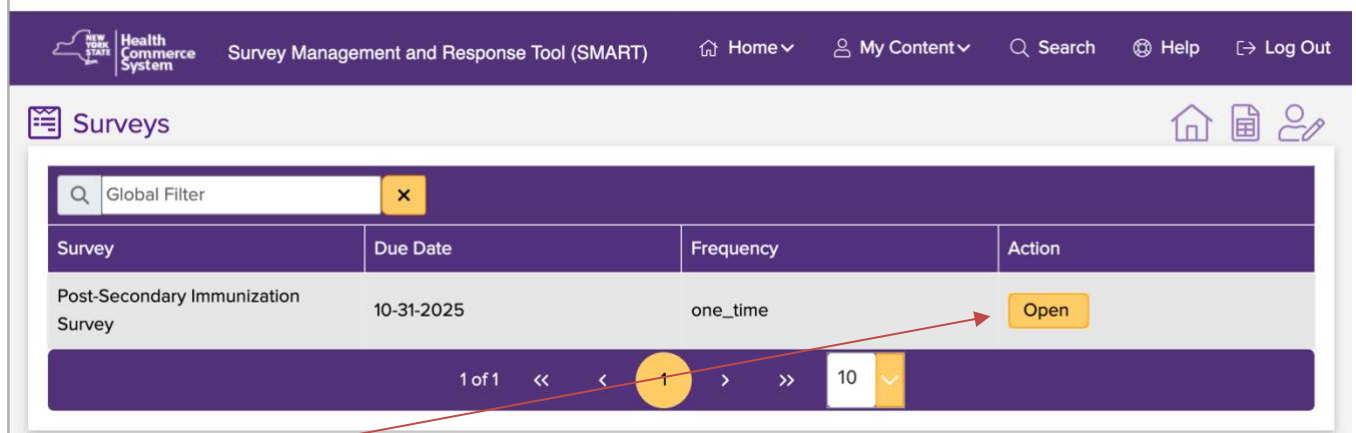 NEW YORK STATE
Health Commerce System
Survey Management and Response Tool (SMART)
Home
My Content
Search
Help
Log Out
Surveys
Global Filter
Survey
Due Date
Frequency
Action
Post-Secondary Immunization
Survey
10-31-2025
one_time
Open
1 of 1 << < 1 > >> 10